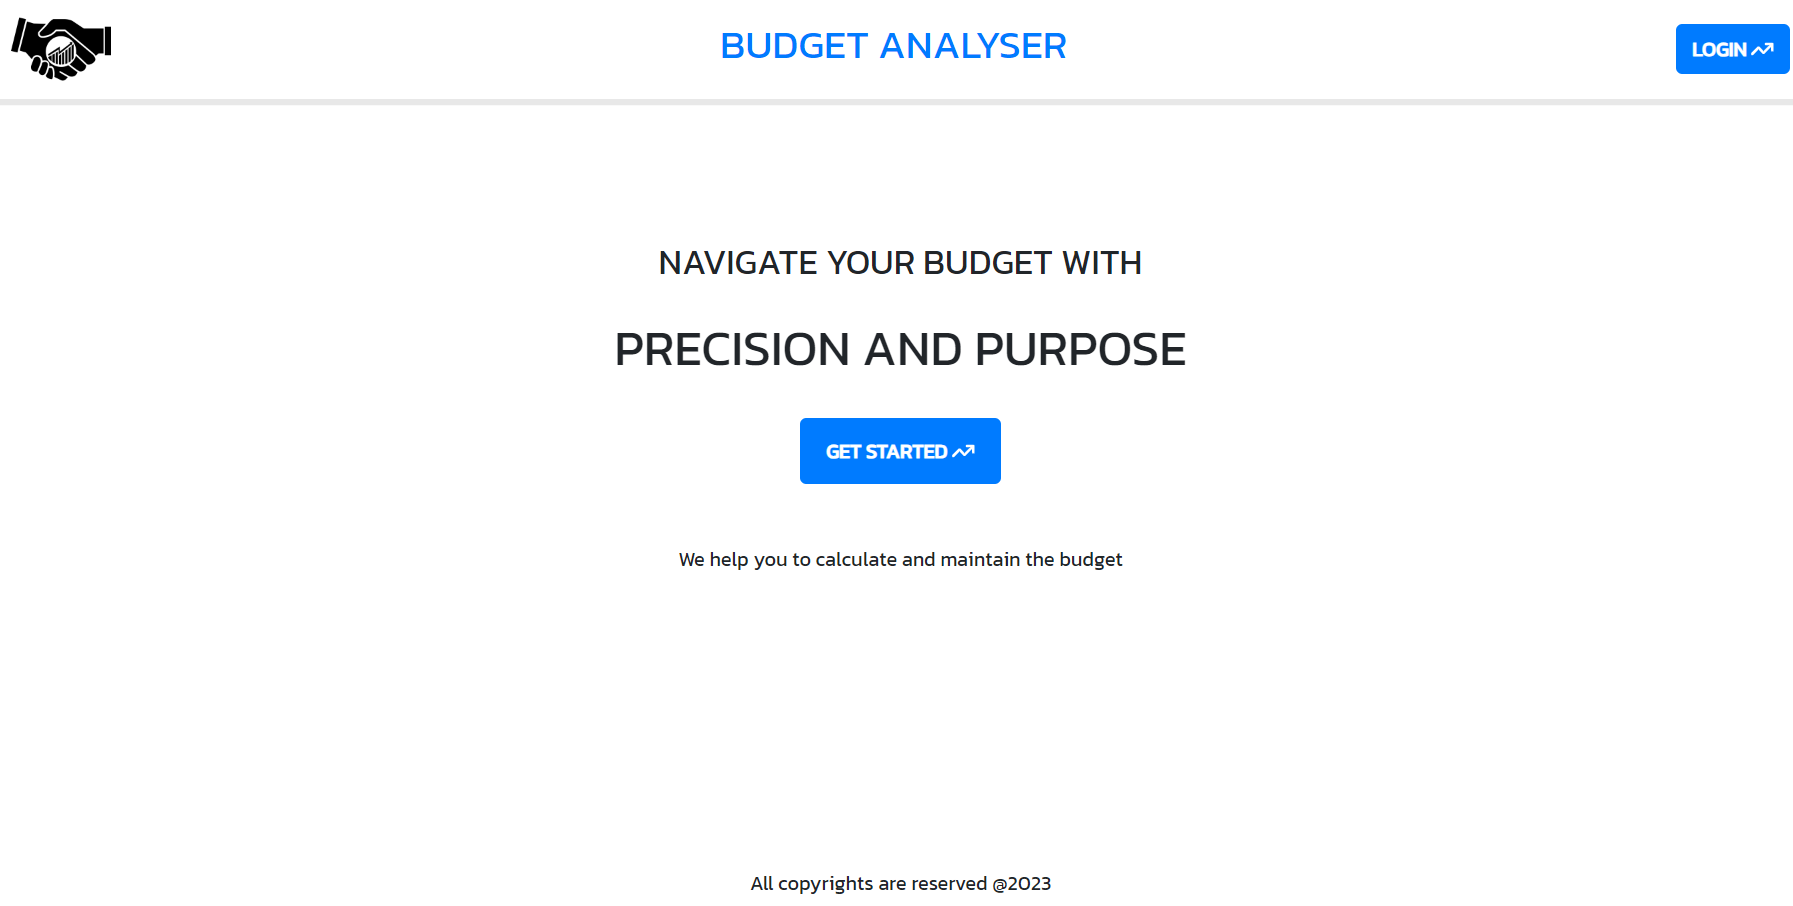 BUDGET ANALYSER
LOGIN
NAVIGATE YOUR BUDGET WITH
PRECISION AND PURPOSE
GET STARTED
We help you to calculate and maintain the budget
All copyrights are reserved @2023